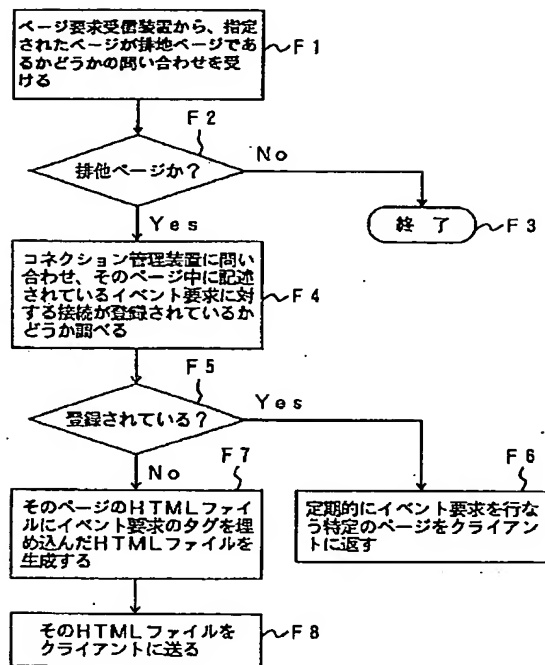 ページ要求受信装置から、指定
されたページが排地ページであ
るかどうかの問い合わせを受
ける
F1
F2
排他ページか?
No
Yes
終 了
F3
コネクション管理装置に問い
合わせ、そのページ中に記述
されているイベント要求に対
する接続が登録されているか
どうか調べる
F4
F5
登録されている?
Yes
No
F7
F6
そのページのHTMLファイ
ルにイベント要求のタグを埋
め込んだHTMLファイルを
生成する
定期的にイベント要求を行な
う特定のページをクライアン
トに返す
そのHTMLファイルを
クライアントに送る
F8